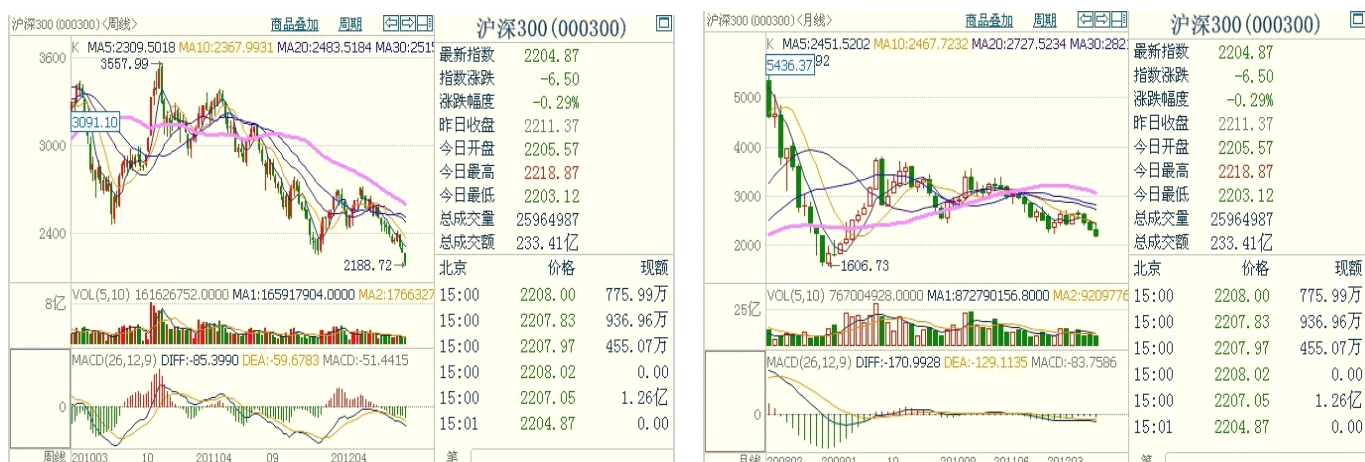 沪深300(000300)<周线>
商品叠加 周期
K MA5:2309.5018 MA10:2367.9931 MA20:2483.5184 MA30:2515
3600
3557.99
3091.10
3000
2400
2188.72
VOL(5,10) 161626752.0000 MA1:165917904.0000 MA2:1766327
8亿
MACD(26,12,9) DIFF:-85.3990 DEA:-59.6783 MACD:-51.4415
0
周线 201003 10 201104 09 201204
沪深300(000300)
最新指数 2204.87
指数涨跌 -6.50
涨跌幅度 -0.29%
昨日收盘 2211.37
今日开盘 2205.57
今日最高 2218.87
今日最低 2203.12
总成交量 25964987
总成交额 233.41亿
北京 价格 现额
15:00 2208.00 775.99万
15:00 2207.83 936.96万
15:00 2207.97 455.07万
15:00 2208.02 0.00
15:00 2207.05 1.26亿
15:01 2204.87 0.00
笔
沪深300(000300)<月线>
商品叠加 周期
K MA5:2451.5202 MA10:2467.7232 MA20:2727.5234 MA30:2821
5436.37
92
5000
4000
3000
2000
1606.73
VOL(5,10) 767004928.0000 MA1:872790156.8000 MA2:9209776
25亿
MACD(26,12,9) DIFF:-170.9928 DEA:-129.1135 MACD:-83.7586
0
月线 200802 200901 10 201009 201106 201203
沪深300(000300)
最新指数 2204.87
指数涨跌 -6.50
涨跌幅度 -0.29%
昨日收盘 2211.37
今日开盘 2205.57
今日最高 2218.87
今日最低 2203.12
总成交量 25964987
总成交额 233.41亿
北京 价格 现额
15:00 2208.00 775.99万
15:00 2207.83 936.96万
15:00 2207.97 455.07万
15:00 2208.02 0.00
15:00 2207.05 1.26亿
15:01 2204.87 0.00
笔